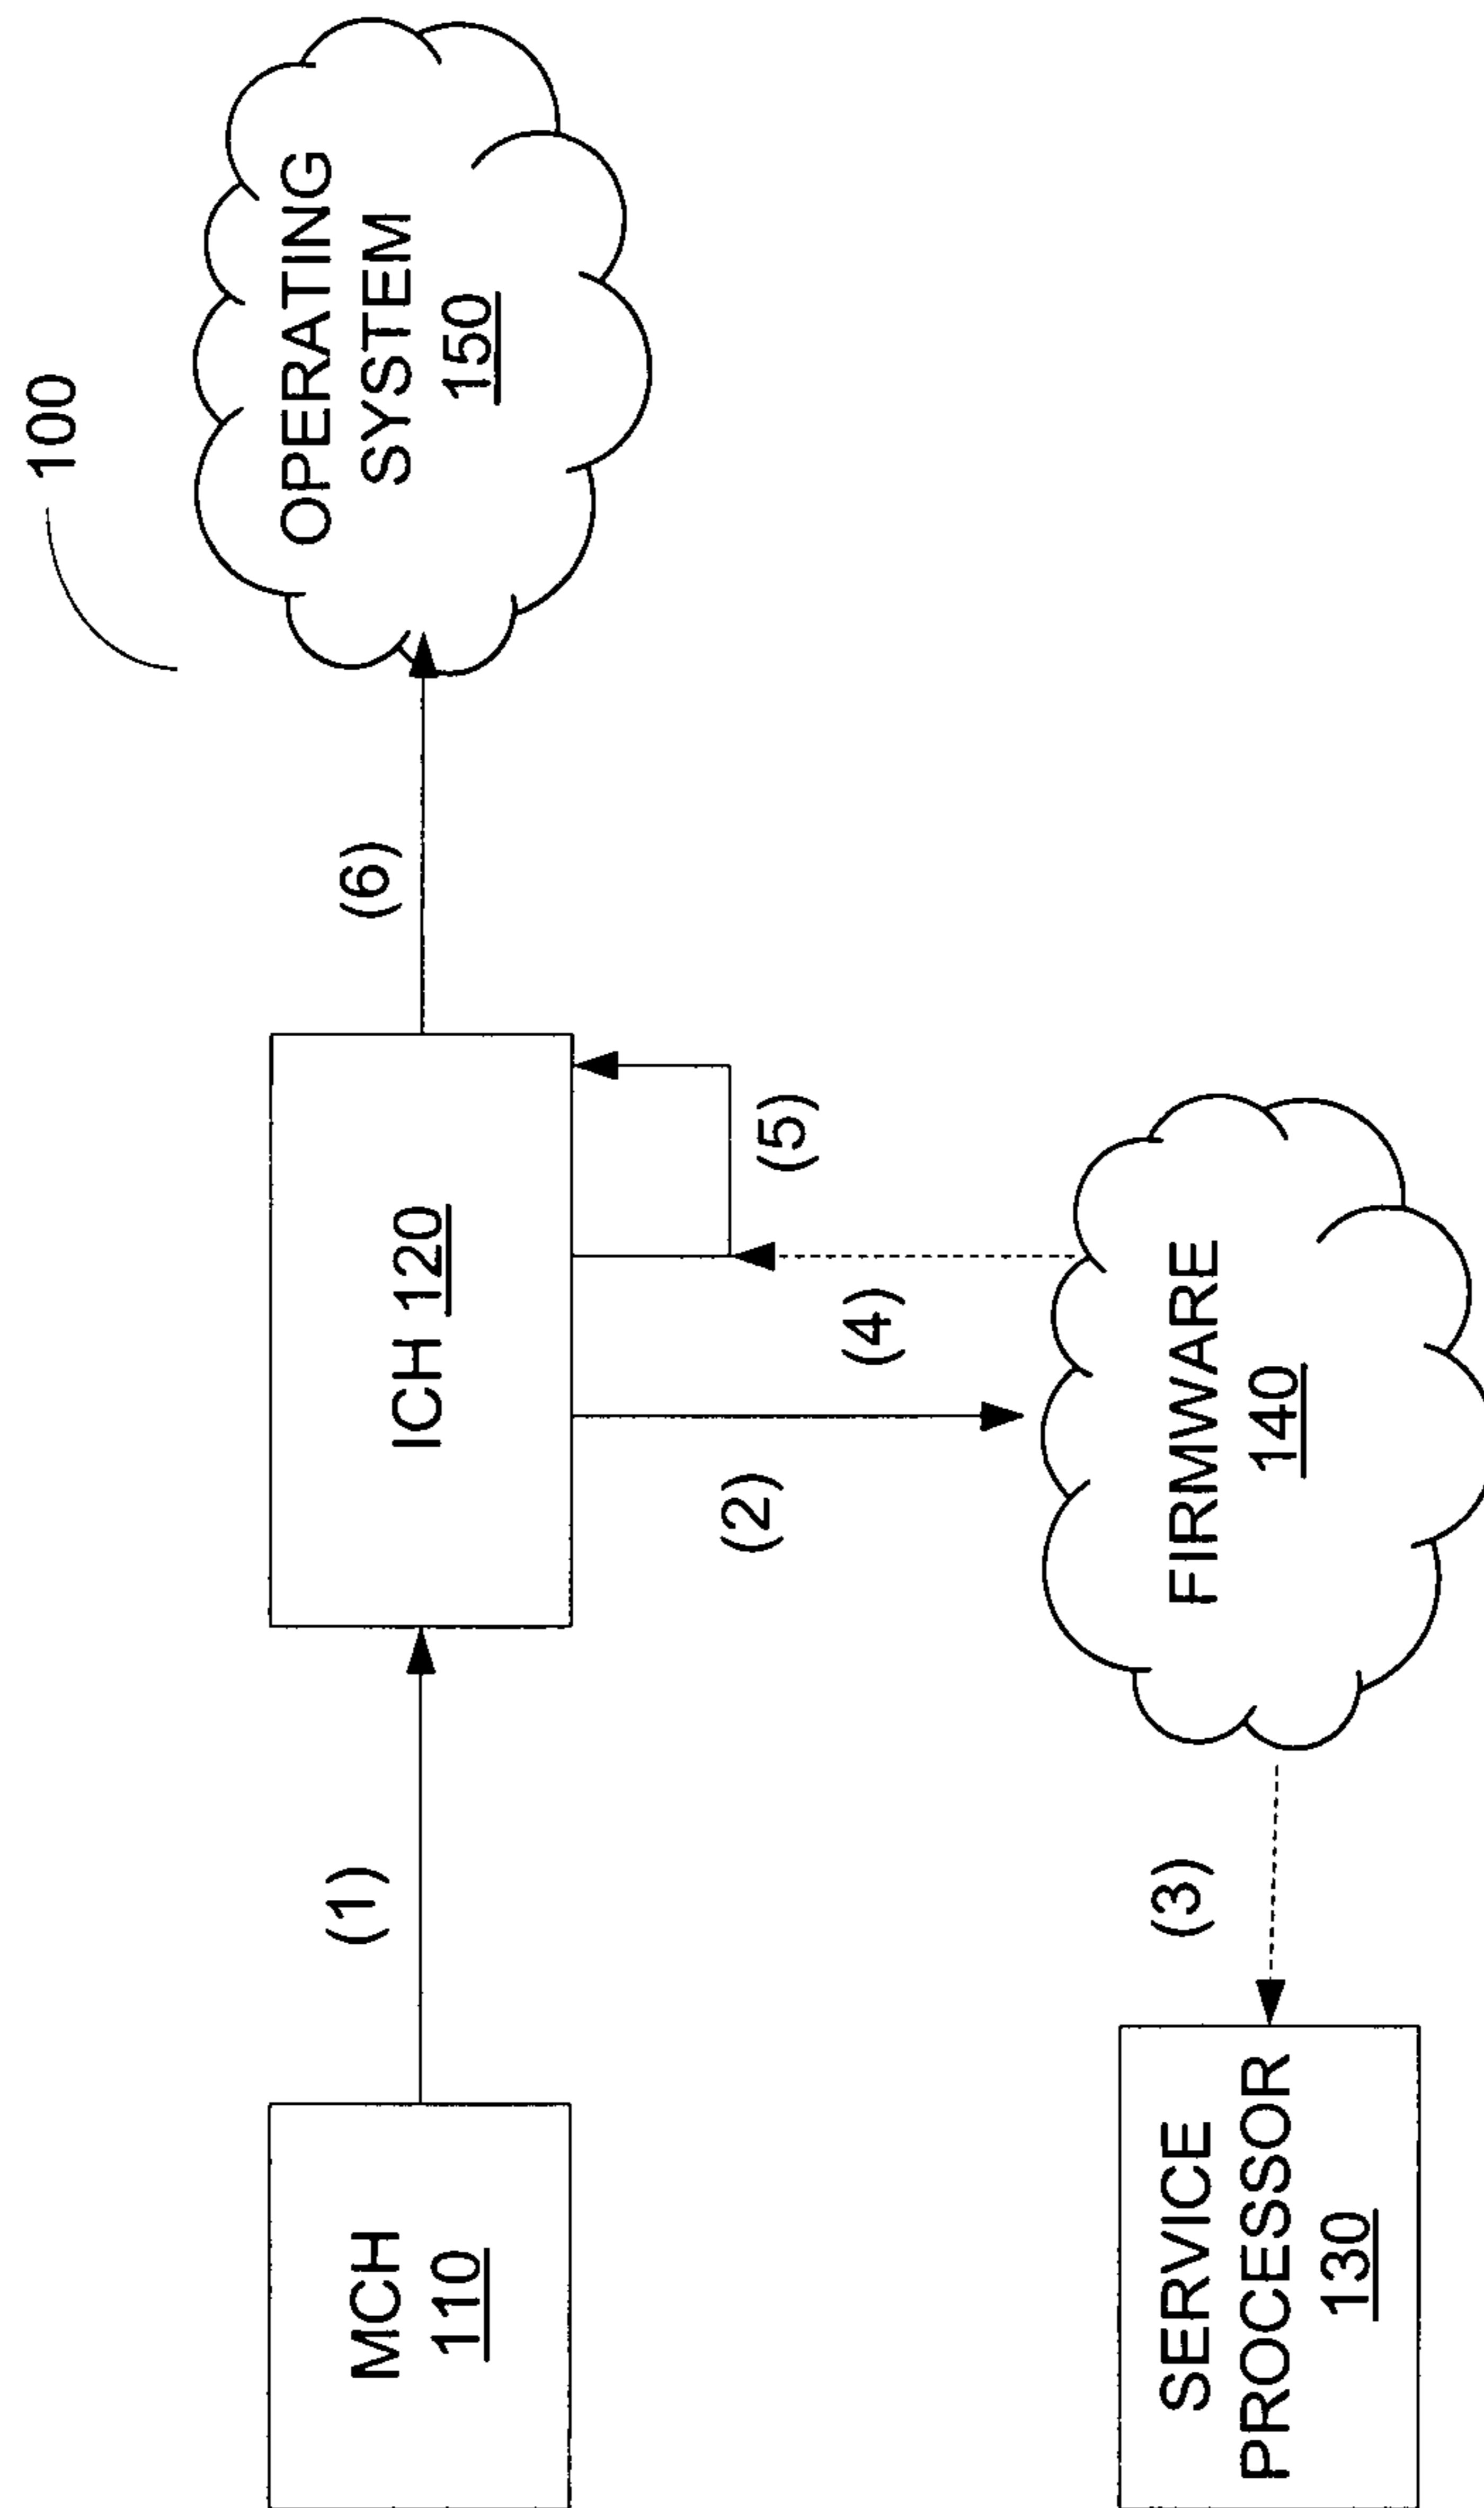 100
OPERATING
SYSTEM
150
(6)
ICH 120
(5)
(4)
(2)
FIRMWARE
140
(1)
(3)
MCH
110
SERVICE
PROCESSOR
130